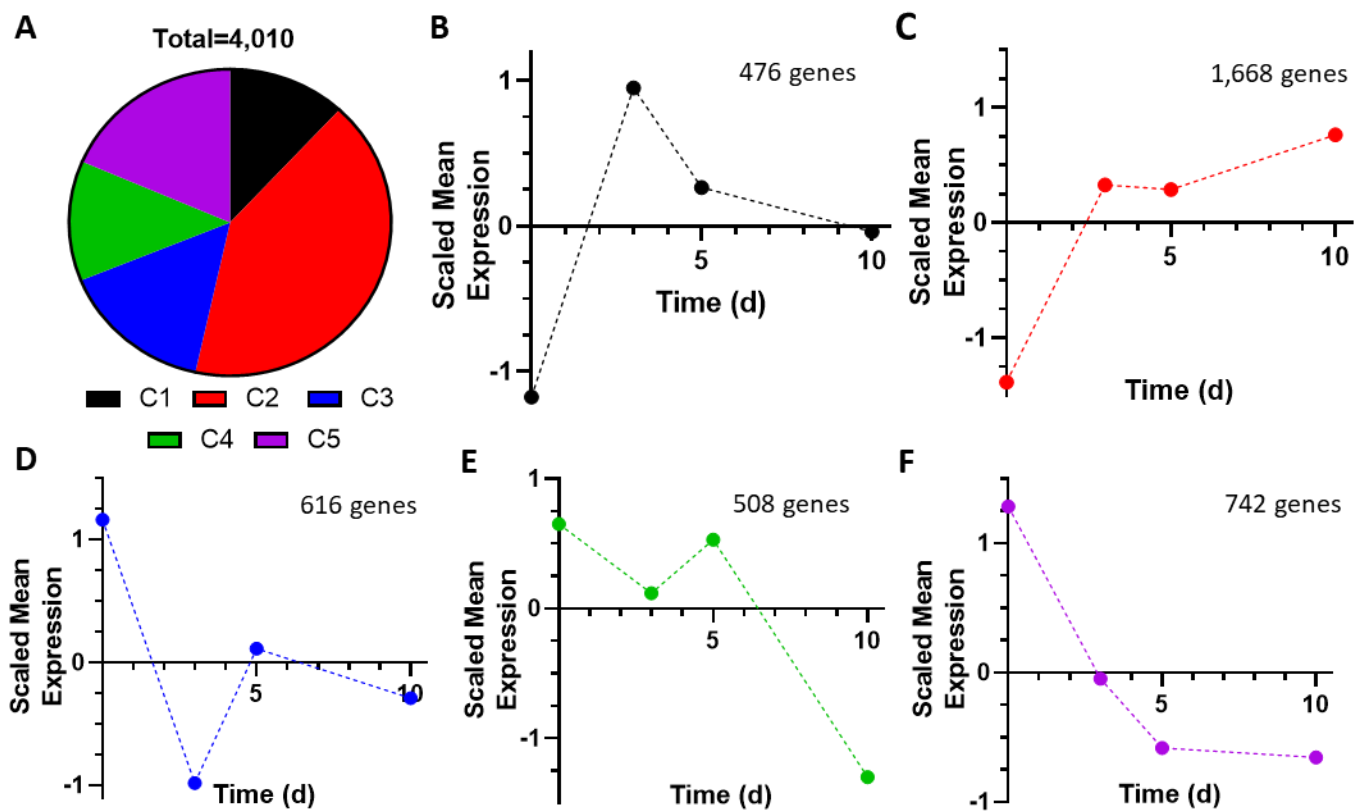 A
Total=4,010
C1 C2 C3
C4 C5
B
476 genes
1
0
-1
5 10
Scaled Mean
Expression
Time (d)
C
1,668 genes
1
0
-1
5 10
Scaled Mean
Expression
Time (d)
D
616 genes
1
0
-1
5 10
Scaled Mean
Expression
Time (d)
E
508 genes
1
0
-1
5 10
Scaled Mean
Expression
Time (d)
F
742 genes
1
0
-1
5 10
Scaled Mean
Expression
Time (d)